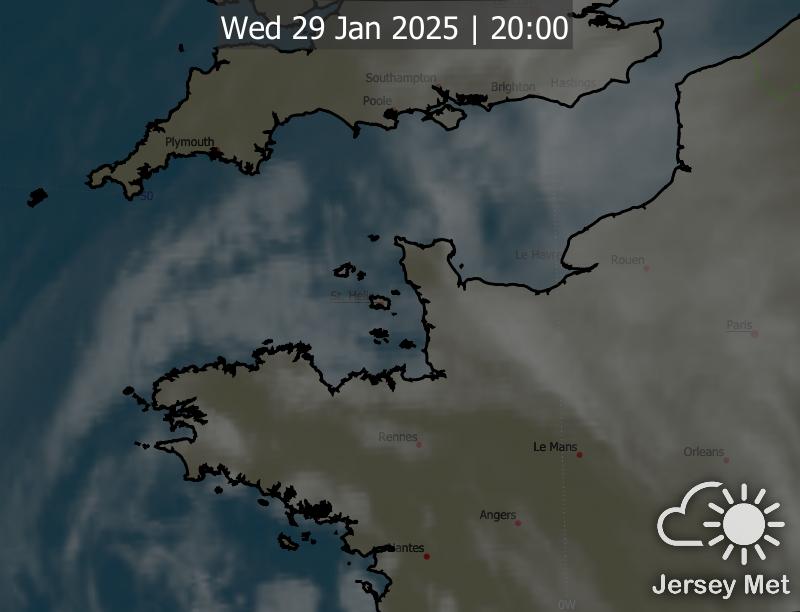 Wed 29 Jan 2025 | 20:00
Southampton
Brighton
Hastings
Poole
Plymouth
50
Le Havre
Rouen
St. Helier
Paris
Rennes
Le Mans
Orleans
Angers
Nantes
0W
Jersey Met